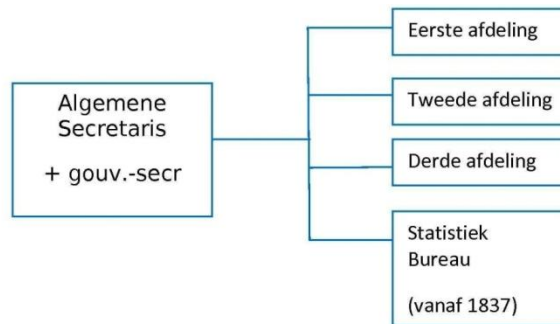 Algemene
Secretaris
+ gouv.-secr
Eerste afdeling
Tweede afdeling
Derde afdeling
Statistiek
Bureau
(vanaf 1837)